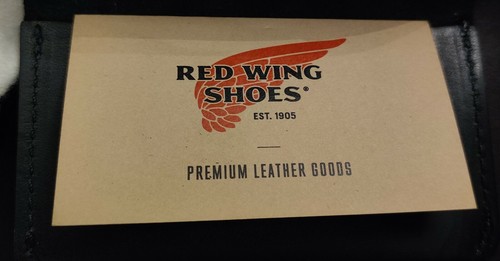 RED WING
SHOES®
EST. 1905
PREMIUM LEATHER GOODS